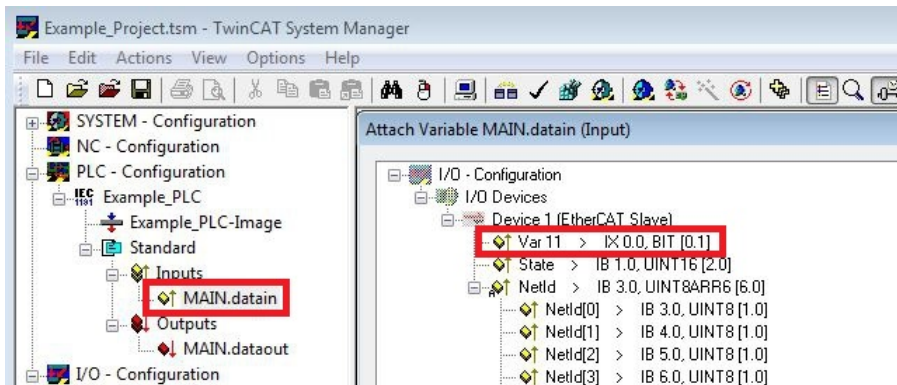 Example_Project.tsm - TwinCAT System Manager
File Edit Actions View Options Help
SYSTEM - Configuration
NC - Configuration
PLC - Configuration
IEC 1131 Example_PLC
Example_PLC-Image
Standard
Inputs
MAIN.datain
Outputs
MAIN.dataout
I/O - Configuration
Attach Variable MAIN.datain (Input)
I/O - Configuration
I/O Devices
Device 1 (EtherCAT Slave)
Var 11 > IX 0.0, BIT [0.1]
State > IB 1.0, UINT16 [2.0]
NetId > IB 3.0, UINT8ARR6 [6.0]
NetId[0] > IB 3.0, UINT8 [1.0]
NetId[1] > IB 4.0, UINT8 [1.0]
NetId[2] > IB 5.0, UINT8 [1.0]
NetId[3] > IB 6.0, UINT8 [1.0]